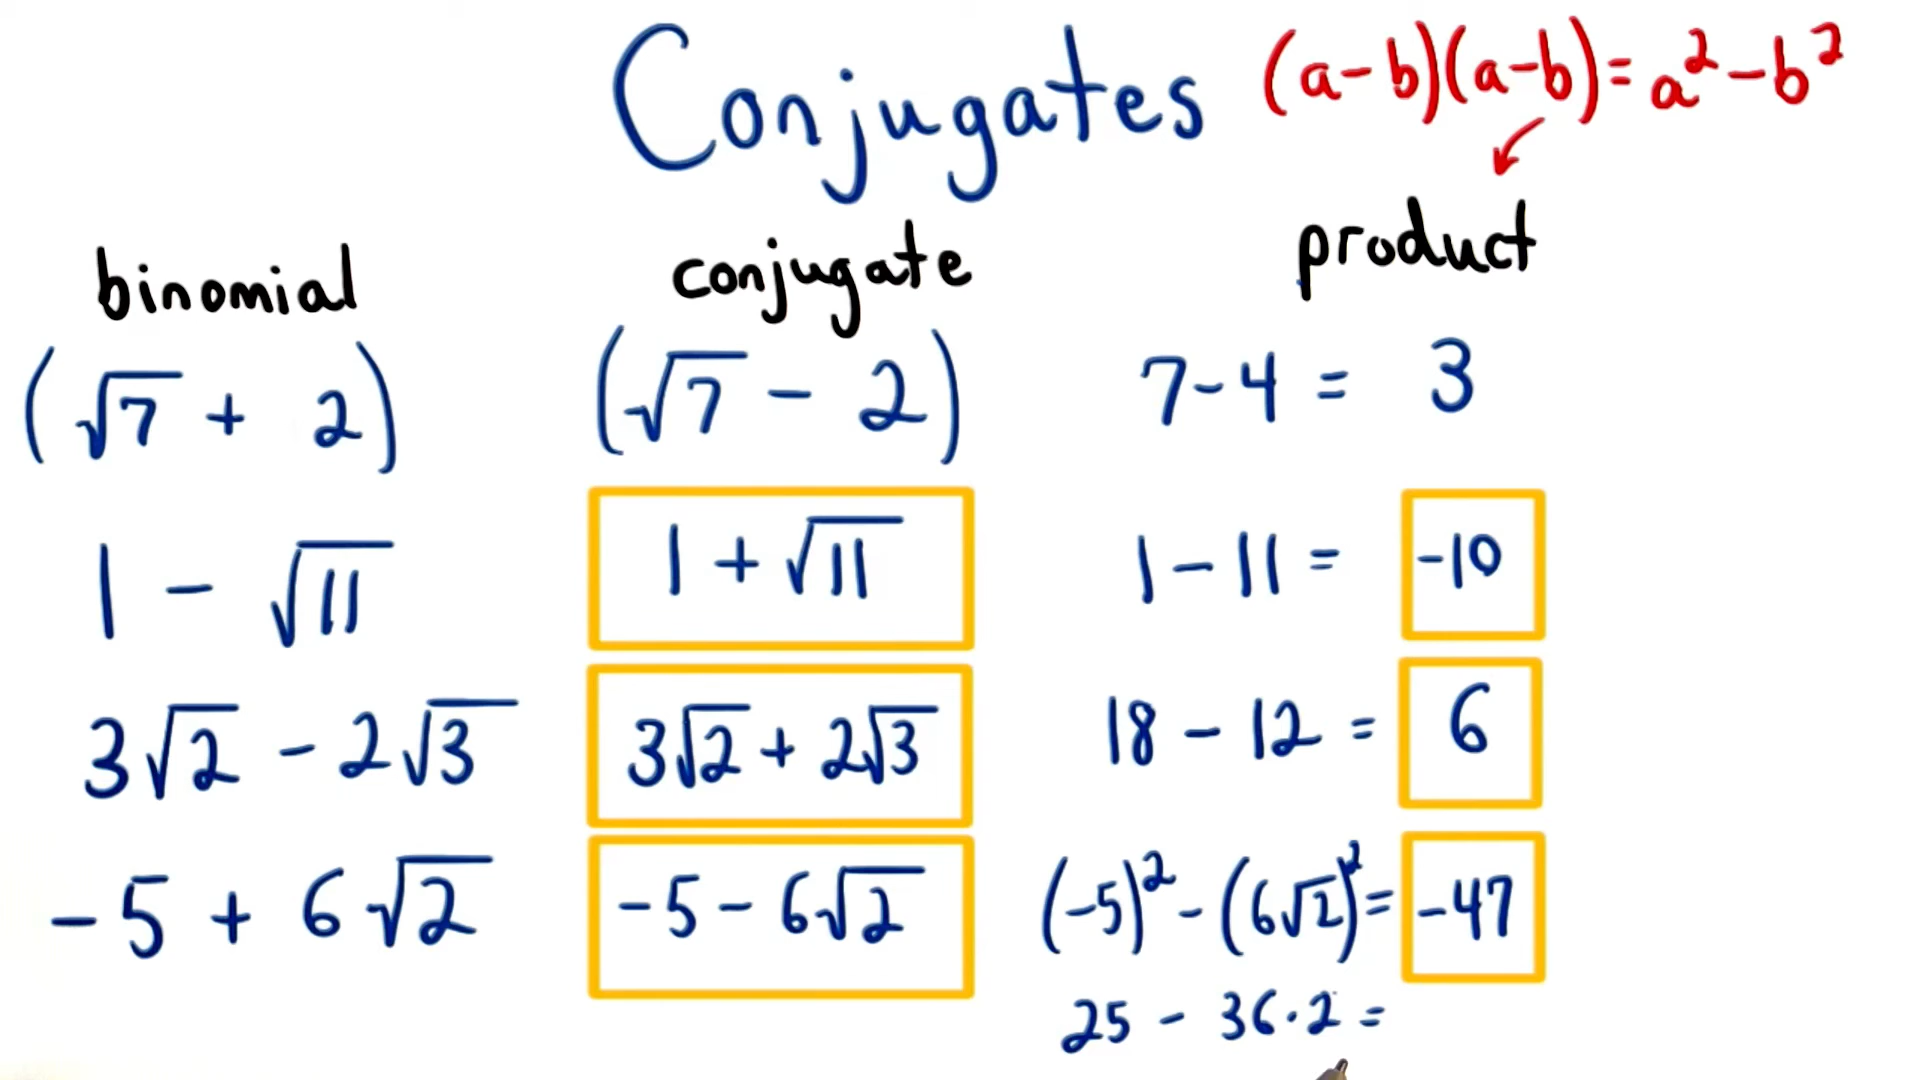 Conjugates (a-b)(a-b)= a² - b²
binomial conjugate product
(√7 + 2) (√7 - 2) 7-4 = 3
1 - √11 1 + √11 1 - 11 = -10
3√2 - 2√3 3√2 + 2√3 18 - 12 = 6
-5 + 6√2 -5 - 6√2 (-5)² - (6√2)² = -47
25 - 36·2 =